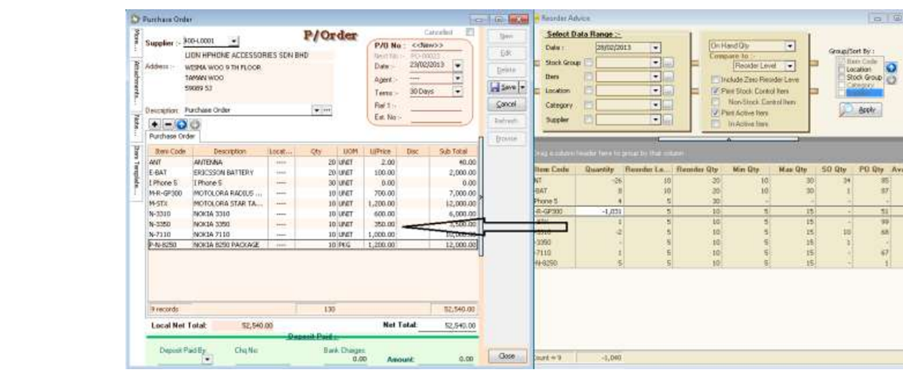 Purchase Order
Supplier :- 400-L0001
P/Order
Cancelled
LION HPHONE ACCESSORIES SDN BHD
P/O No : <<New>>
Address :- WISMA WOO 9 TH FLOOR
TAMAN WOO
59089 53
Date :- 23/02/2013
Agent :- ----
Terms :- 30 Days
Ref 1 :-
Ext. No :-
Description: Purchase Order
Purchase Order
More...
Attachments...
Note...
Item Template...
New
Edit
Delete
Save
Cancel
Refresh
Browse
Item Code Description Locat... Qty UOM U/Price Disc Sub Total
ANT ANTENNA ---- 20 UNIT 2.00 40.00
E-BAT ERICSSON BATTERY ---- 20 UNIT 100.00 2,000.00
I Phone 5 I Phone 5 ---- 30 UNIT 0.00 0.00
M-R-GP300 MOTOLORA RADIUS ... ---- 10 UNIT 700.00 7,000.00
M-STX MOTOLORA STAR TA... ---- 10 UNIT 1,200.00 12,000.00
N-3310 NOKIA 3310 ---- 10 UNIT 600.00 6,000.00
N-3350 NOKIA 3350 ---- 10 UNIT 350.00 3,500.00
N-7110 NOKIA 7110 ---- 10 UNIT 1,000.00 10,000.00
P-N-8250 NOKIA 8250 PACKAGE ---- 10 PKG 1,200.00 12,000.00
9 records 130 52,540.00
Local Net Total: 52,540.00 Net Total: 52,540.00
Deposit Paid :-
Deposit Paid By: Chq No: Bank Charges: Amount: 0.00
0.00
Close
Reorder Advice
Select Data Range :-
Date : 28/02/2013
Stock Group
Item
Location
Category
Supplier
On Hand Qty
Compare to :-
Reorder Level
Include Zero Reorder Level
Print Stock Control Item
Non-Stock Control Item
Print Active Item
In-Active Item
Group/Sort By :
Item Code
Location
Stock Group
Category
Apply
Drag a column header here to group by that column
Item Code Quantity Reorder Le... Reorder Qty Min Qty Max Qty SO Qty PO Qty Ava
NT -26 10 20 10 30 34 85
-BAT 8 10 20 10 30 1 87
Phone 5 4 5 30 - - - -
-R-GP300 -1,031 5 10 5 15 - 51
5 10 5 15 - 99
-3310 -2 5 10 5 15 10 68
-3350 - 5 10 5 15 1 -
-7110 1 5 10 5 15 - 67
-N-8250 5 5 10 5 15 - 1
Count = 9 -1,040